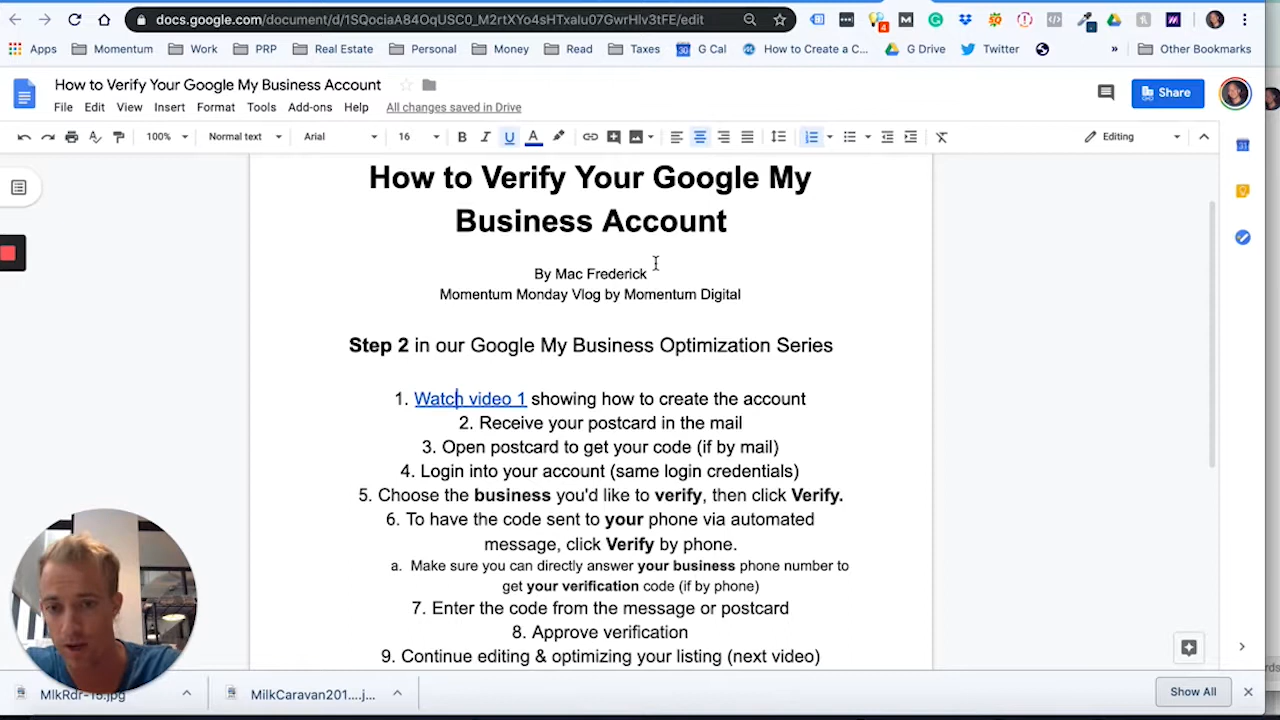 docs.google.com/document/d/1SQociaA84OqUSC0_M2rtXYo4sHTxalu07GwrHlv3tFE/edit
4
Apps Momentum Work PRP Real Estate Personal Money Read Taxes G Cal How to Create a C... G Drive Twitter » Other Bookmarks
How to Verify Your Google My Business Account
File Edit View Insert Format Tools Add-ons Help All changes saved in Drive
Share
100% Normal text Arial 16 B I U A Editing
How to Verify Your Google My
Business Account
By Mac Frederick
Momentum Monday Vlog by Momentum Digital
Step 2 in our Google My Business Optimization Series
1. Watch video 1 showing how to create the account
2. Receive your postcard in the mail
3. Open postcard to get your code (if by mail)
4. Login into your account (same login credentials)
5. Choose the business you'd like to verify, then click Verify.
6. To have the code sent to your phone via automated
message, click Verify by phone.
a. Make sure you can directly answer your business phone number to
get your verification code (if by phone)
7. Enter the code from the message or postcard
8. Approve verification
9. Continue editing & optimizing your listing (next video)
MlkRdr-15.jpg MilkCaravan201....j... Show All